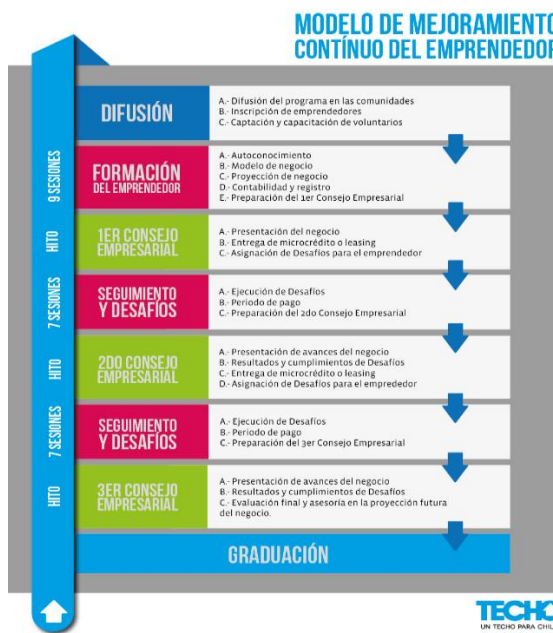 MODELO DE MEJORAMIENTO
CONTÍNUO DEL EMPRENDEDOR
DIFUSIÓN
A.- Difusión del programa en las comunidades
B.- Inscripción de emprendedores
C.- Captación y capacitación de voluntarios
9 SESIONES
FORMACIÓN
DEL EMPRENDEDOR
A.- Autoconocimiento
B.- Modelo de negocio
C.- Proyección de negocio
D.- Contabilidad y registro
E.- Preparación del 1er Consejo Empresarial
HITO
1ER CONSEJO
EMPRESARIAL
A.- Presentación del negocio
B.- Entrega de microcrédito o leasing
C.- Asignación de Desafíos para el emprendedor
7 SESIONES
SEGUIMIENTO
Y DESAFÍOS
A.- Ejecución de Desafíos
B.- Periodo de pago
C.- Preparación del 2do Consejo Empresarial
HITO
2DO CONSEJO
EMPRESARIAL
A.- Presentación de avances del negocio
B.- Resultados y cumplimientos de Desafíos
C.- Entrega de microcrédito o leasing
D.- Asignación de Desafíos para el emprededor
7 SESIONES
SEGUIMIENTO
Y DESAFÍOS
A.- Ejecución de Desafíos
B.- Periodo de pago
C.- Preparación del 3er Consejo Empresarial
HITO
3ER CONSEJO
EMPRESARIAL
A.- Presentación de avances del negocio
B.- Resultados y cumplimientos de Desafíos
C.- Evaluación final y asesoría en la proyección futura
del negocio.
GRADUACIÓN
TECHO
UN TECHO PARA CHIL